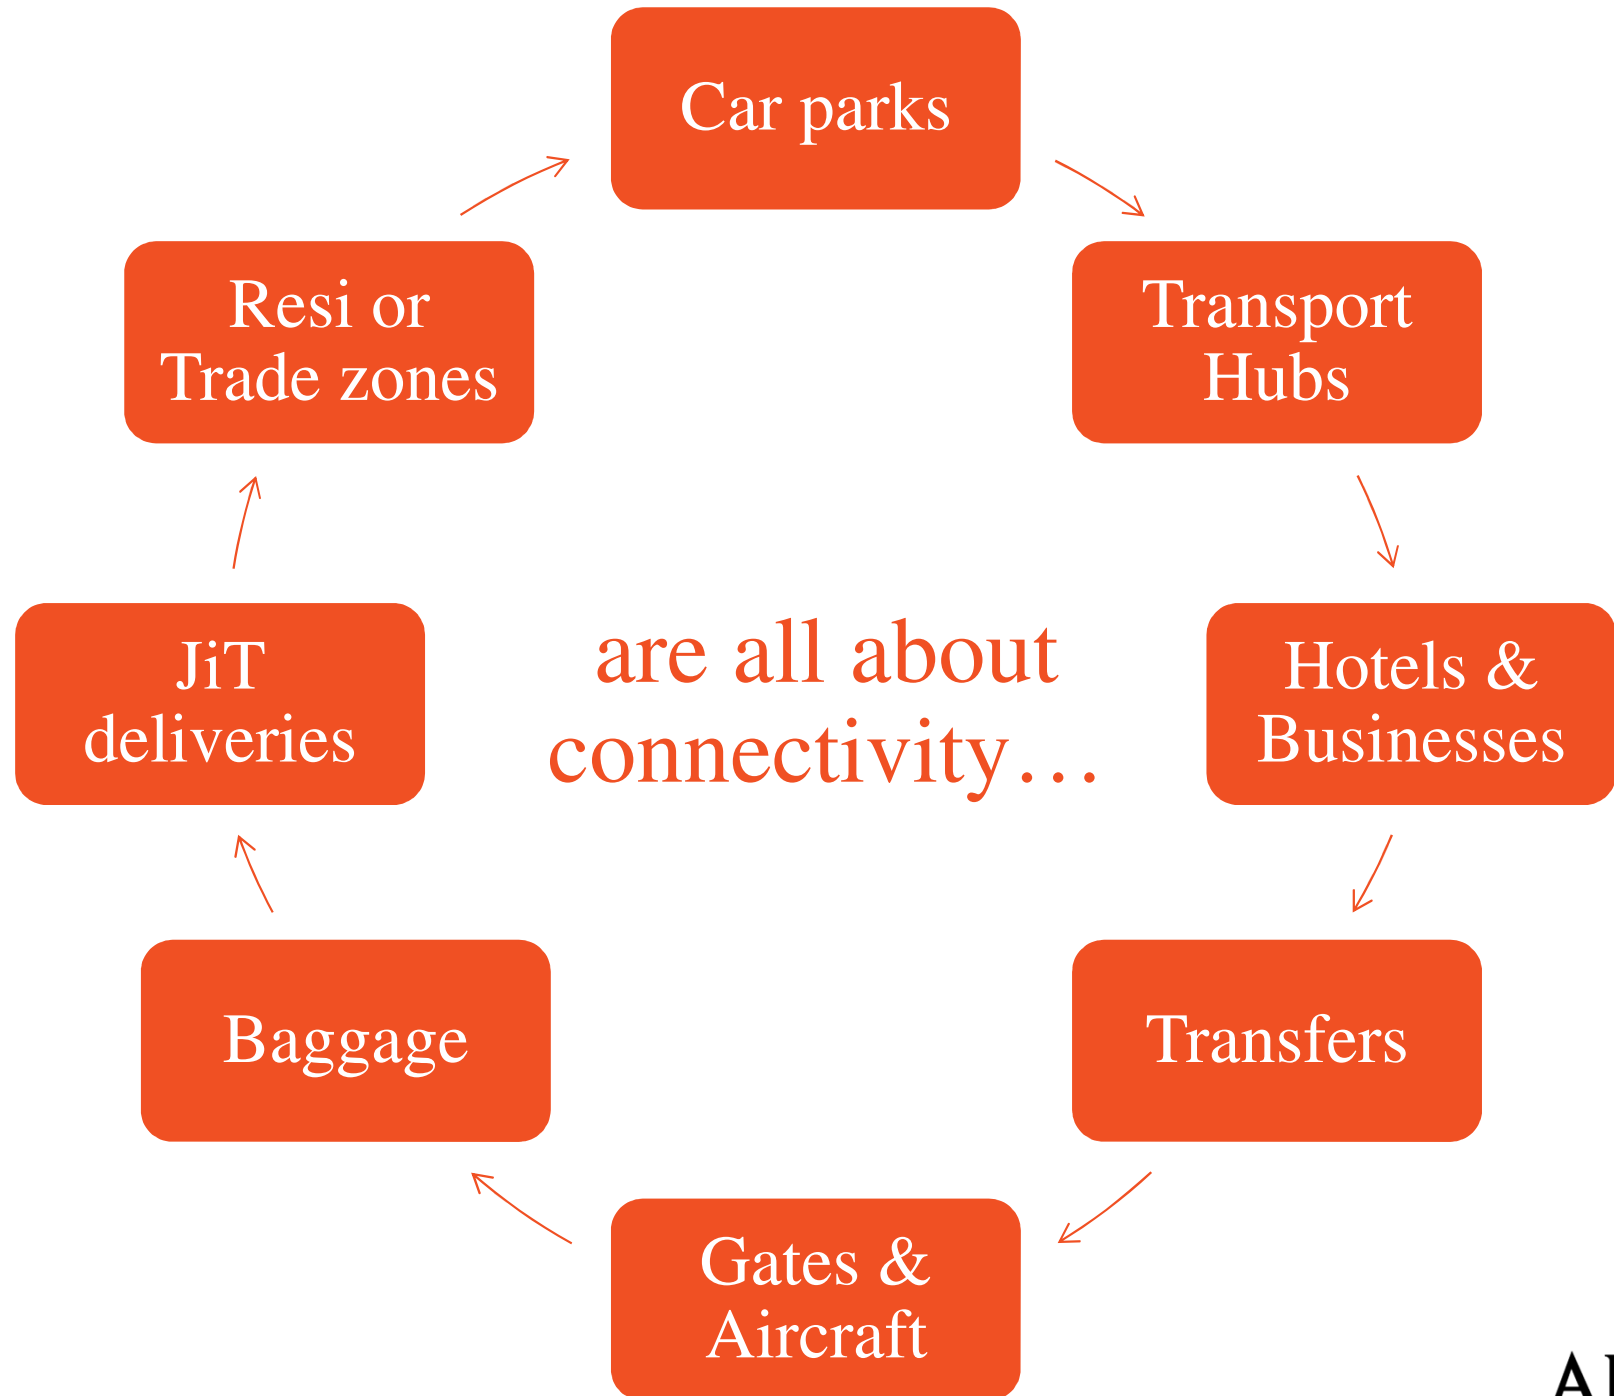 Car parks
Transport
Hubs
Hotels &
Businesses
Transfers
Gates &
Aircraft
Baggage
JiT
deliveries
Resi or
Trade zones
are all about
connectivity…